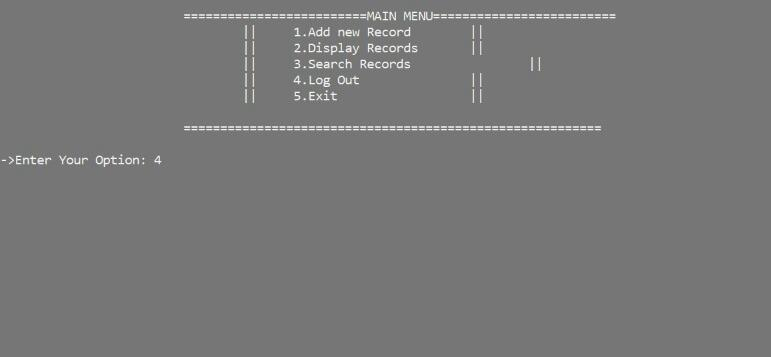 =========================MAIN MENU=========================
|| 1.Add new Record ||
|| 2.Display Records ||
|| 3.Search Records ||
|| 4.Log Out ||
|| 5.Exit ||
=========================================================
->Enter Your Option: 4